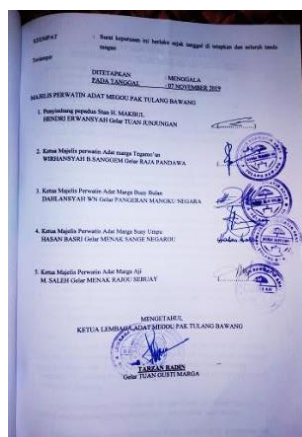 KEEMPAT : Surat keputusan ini berlaku sejak tanggal di tetapkan dan seluruh tanda
tangan
DITETAPKAN : MENGGALA
PADA TANGGAL : 07 NOVEMBER 2019
MAJELIS PERWATIN ADAT MEGOU PAK TULANG BAWANG
1. Penyimbang pepadun Stan H. MAKBUL
HENDRI ERWANSYAH Gelar TUAN JUNJUNGAN
2. Ketua Majelis perwatin Adat marga Tegamo'an
WIRHANSYAH B.SANGGEM Gelar RAJA PANDAWA
3. Ketua Majelis Perwatin Adat Marga Buay Bulan
DAHLANSYAH WN Gelar PANGERAN MANGKU NEGARA
4. Ketua Majelis Perwatin Adat Marga Suay Umpu
HASAN BASRI Gelar MENAK SANGE NEGAROU
5. Ketua Majelis Perwatin Adat Marga Aji
M. SALEH Gelar MENAK RAJOU SEBUAY
MENGETAHUI,
KETUA LEMBAGA ADAT MEGOU PAK TULANG BAWANG
TARZAN RADEN
Gelar TUAN GUSTI MARGA